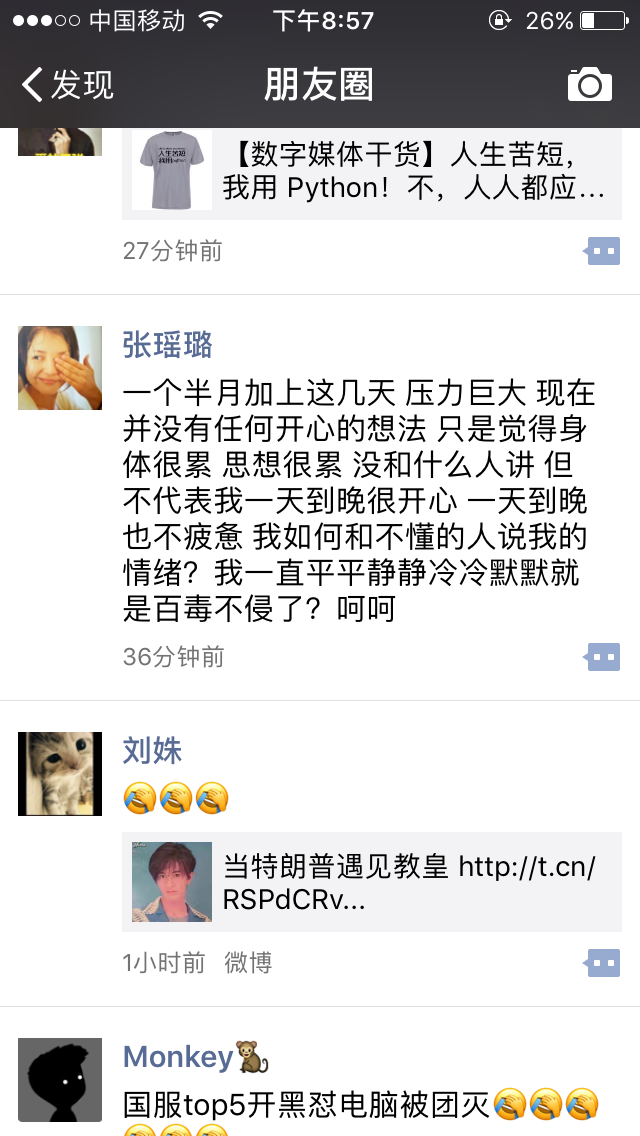 中国移动 下午8:57 26%
发现 朋友圈
人生苦短
我用python
【数字媒体干货】人生苦短，
我用 Python！不，人人都应...
27分钟前
张瑶璐
一个半月加上这几天 压力巨大 现在
并没有任何开心的想法 只是觉得身
体很累 思想很累 没和什么人讲 但
不代表我一天到晚很开心 一天到晚
也不疲惫 我如何和不懂的人说我的
情绪？我一直平平静静冷冷默默就
是百毒不侵了？呵呵
36分钟前
刘姝
🤣🤣🤣
当特朗普遇见教皇 http://t.cn/
RSPdCRv...
1小时前 微博
Monkey🐒
国服top5开黑怼电脑被团灭🤣🤣🤣